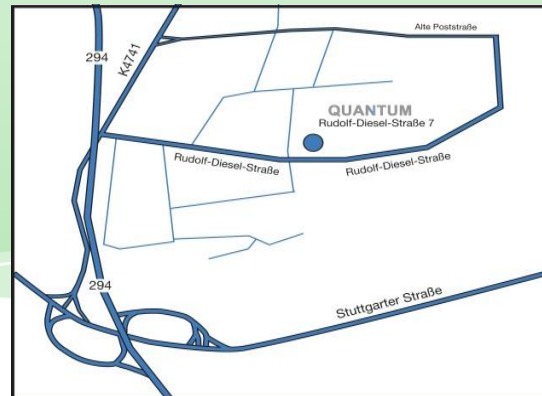 Alte Poststraße
294
K4741
QUANTUM
Rudolf-Diesel-Straße 7
Rudolf-Diesel-Straße
Rudolf-Diesel-Straße
294
Stuttgarter Straße